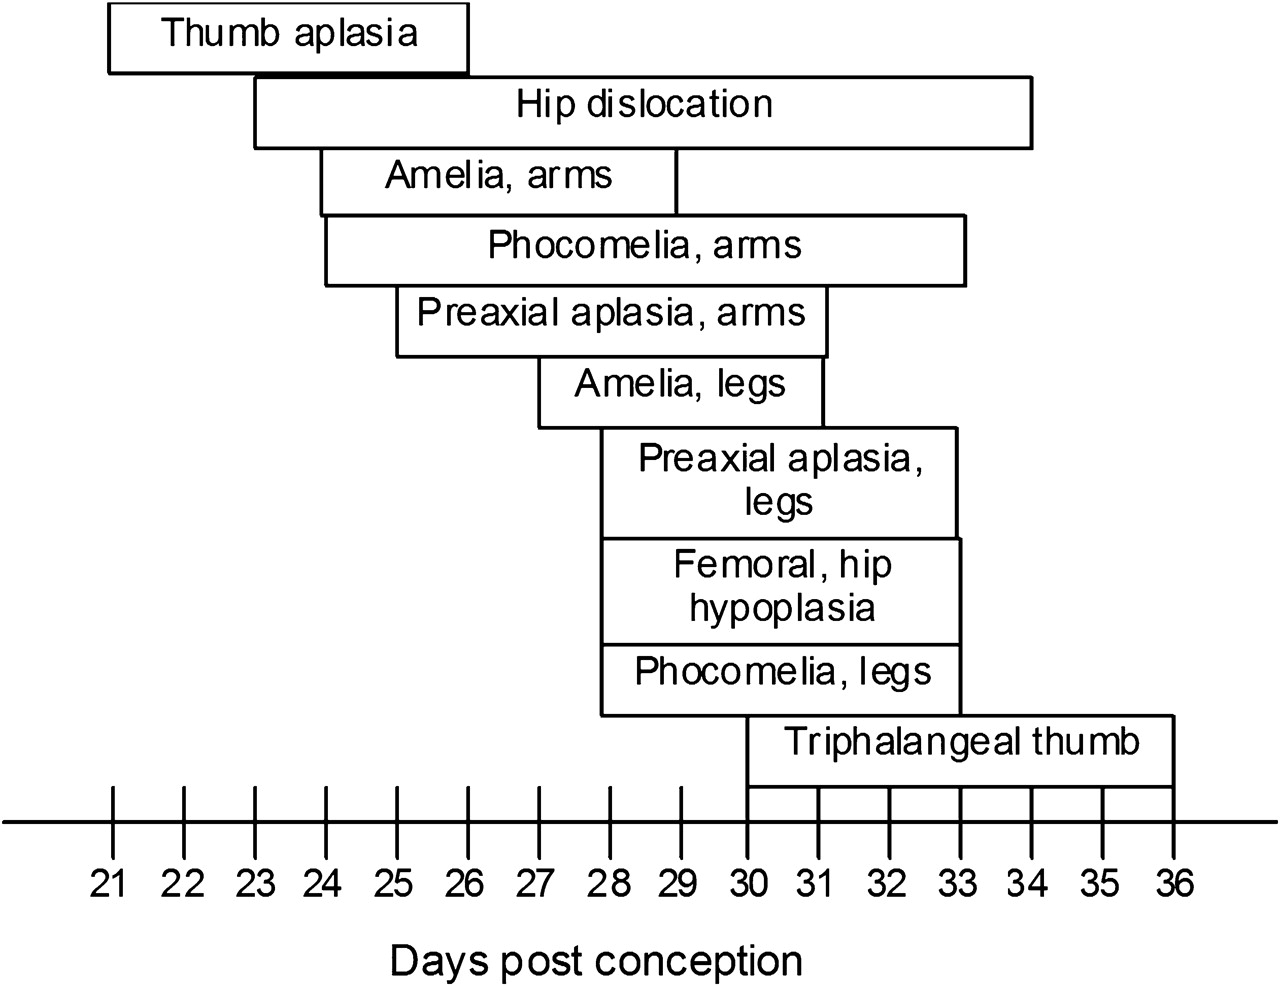 Thumb aplasia
Hip dislocation
Amelia, arms
Phocomelia, arms
Preaxial aplasia, arms
Amelia, legs
Preaxial aplasia,
legs
Femoral, hip
hypoplasia
Phocomelia, legs
Triphalangeal thumb
21 22 23 24 25 26 27 28 29 30 31 32 33 34 35 36
Days post conception